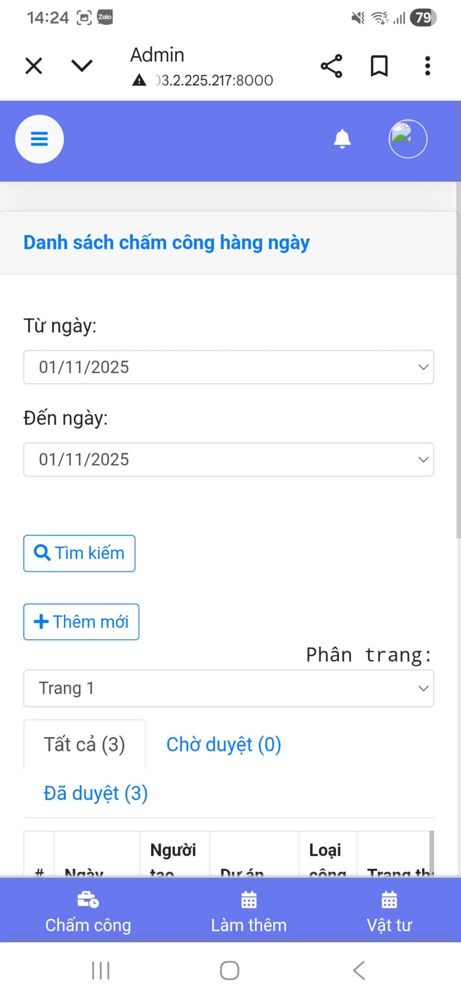 14:24 Zalo 5 79
Admin
03.2.225.217:8000
Danh sách chấm công hàng ngày
Từ ngày:
01/11/2025
Đến ngày:
01/11/2025
Tìm kiếm
Thêm mới
Phân trang:
Trang 1
Tất cả (3) Chờ duyệt (0)
Đã duyệt (3)
Người Loại
# Ngày tạo Dự án công Trạng th
Chấm công Làm thêm Vật tư